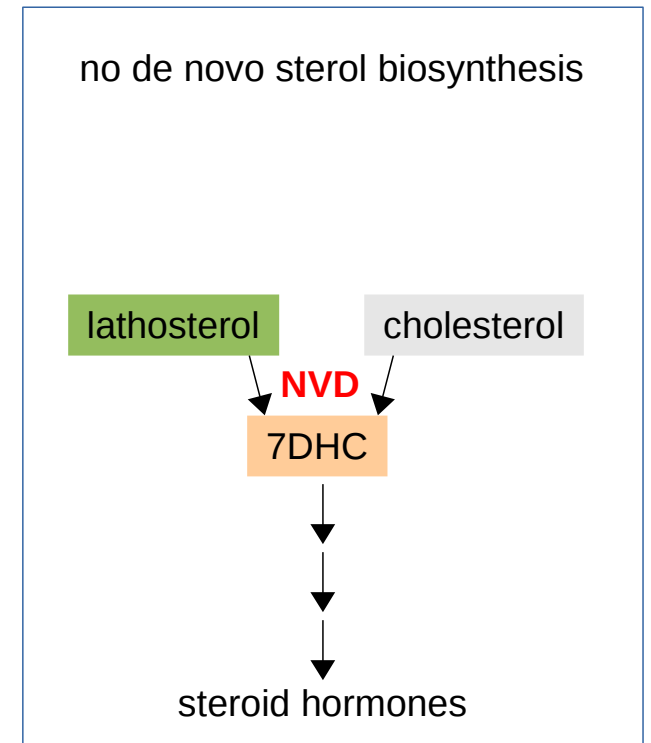 no de novo sterol biosynthesis
lathosterol
cholesterol
NVD
7DHC
steroid hormones